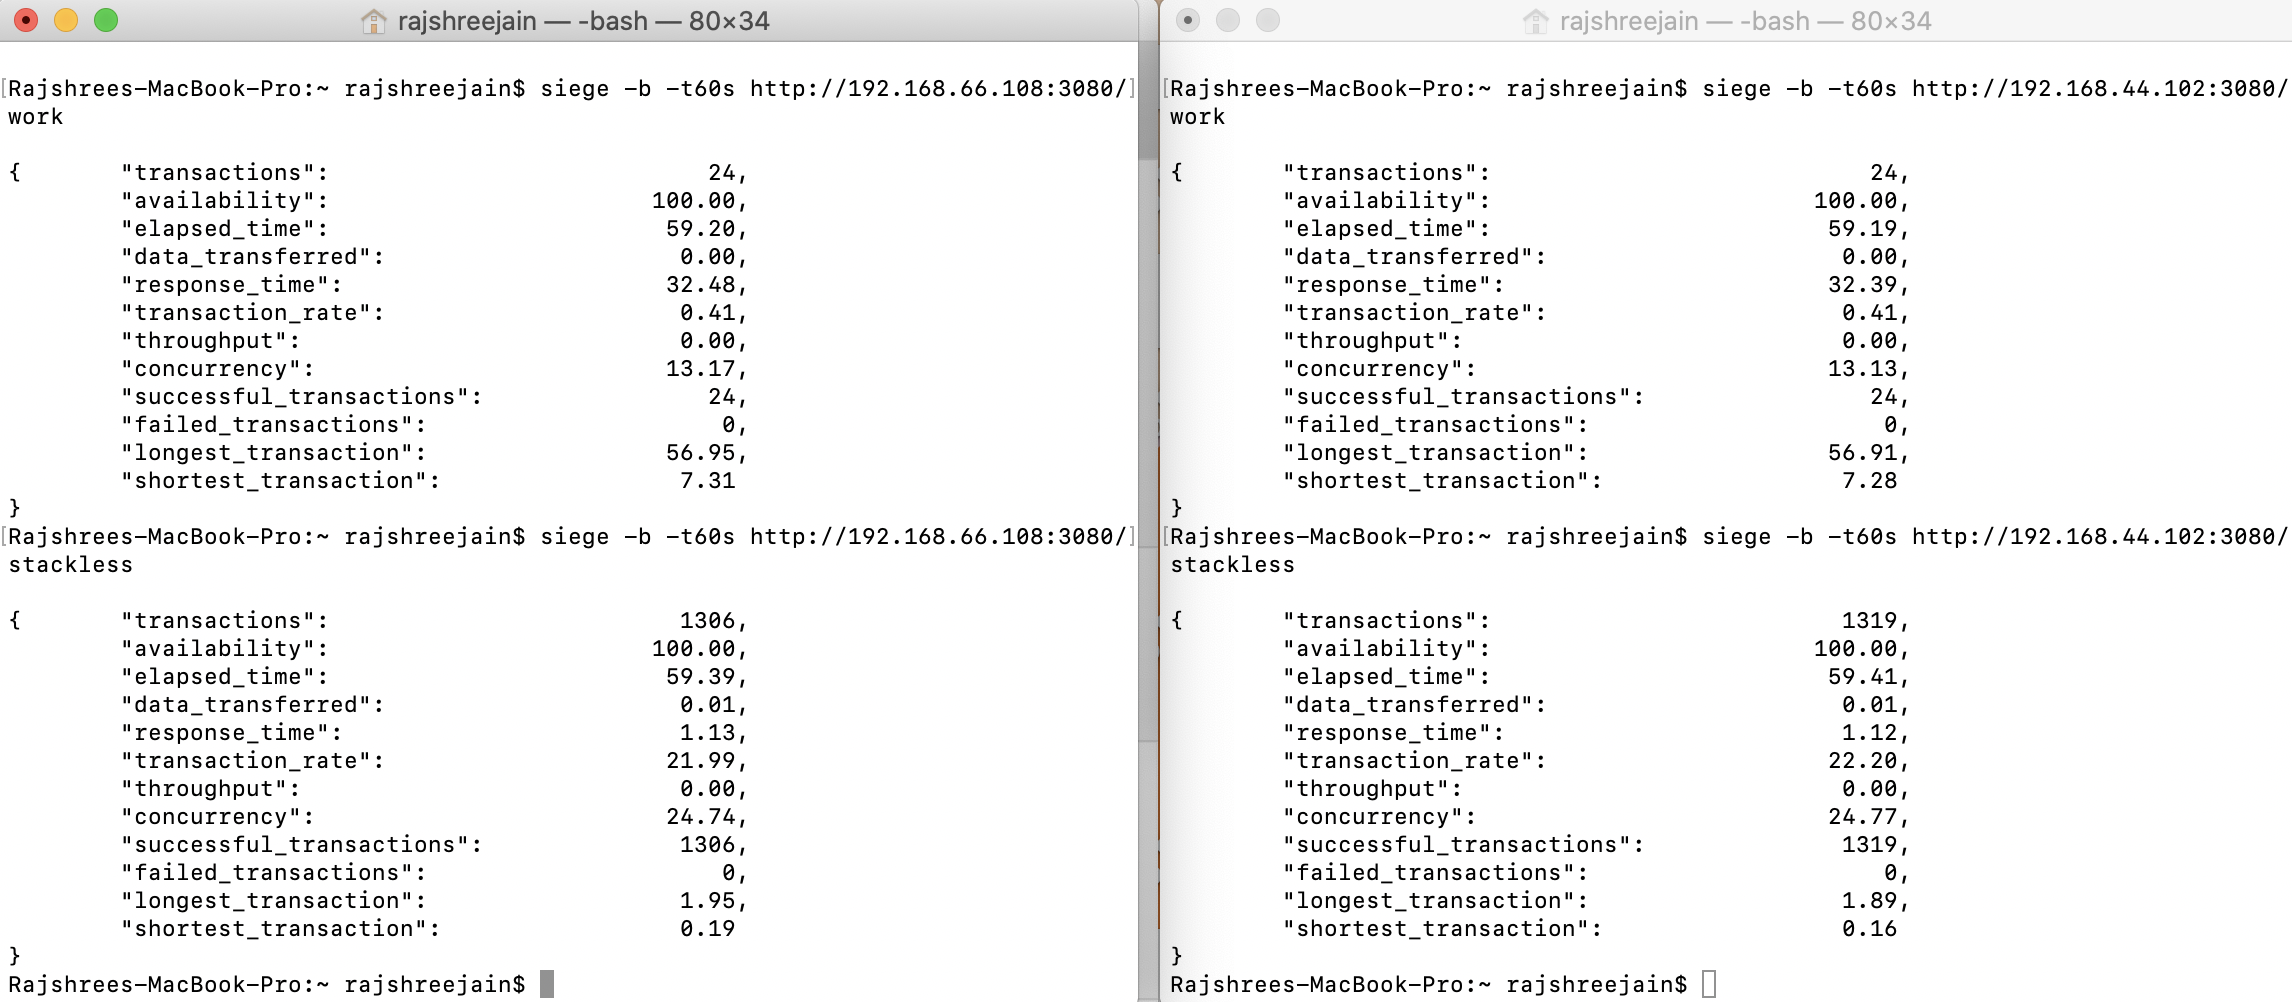 rajshreejain — -bash — 80×34
[Rajshrees-MacBook-Pro:~ rajshreejain$ siege -b -t60s http://192.168.66.108:3080/]
work
{ "transactions": 24,
"availability": 100.00,
"elapsed_time": 59.20,
"data_transferred": 0.00,
"response_time": 32.48,
"transaction_rate": 0.41,
"throughput": 0.00,
"concurrency": 13.17,
"successful_transactions": 24,
"failed_transactions": 0,
"longest_transaction": 56.95,
"shortest_transaction": 7.31
}
[Rajshrees-MacBook-Pro:~ rajshreejain$ siege -b -t60s http://192.168.66.108:3080/]
stackless
{ "transactions": 1306,
"availability": 100.00,
"elapsed_time": 59.39,
"data_transferred": 0.01,
"response_time": 1.13,
"transaction_rate": 21.99,
"throughput": 0.00,
"concurrency": 24.74,
"successful_transactions": 1306,
"failed_transactions": 0,
"longest_transaction": 1.95,
"shortest_transaction": 0.19
}
Rajshrees-MacBook-Pro:~ rajshreejain$
rajshreejain — -bash — 80×34
[Rajshrees-MacBook-Pro:~ rajshreejain$ siege -b -t60s http://192.168.44.102:3080/
work
{ "transactions": 24,
"availability": 100.00,
"elapsed_time": 59.19,
"data_transferred": 0.00,
"response_time": 32.39,
"transaction_rate": 0.41,
"throughput": 0.00,
"concurrency": 13.13,
"successful_transactions": 24,
"failed_transactions": 0,
"longest_transaction": 56.91,
"shortest_transaction": 7.28
}
[Rajshrees-MacBook-Pro:~ rajshreejain$ siege -b -t60s http://192.168.44.102:3080/
stackless
{ "transactions": 1319,
"availability": 100.00,
"elapsed_time": 59.41,
"data_transferred": 0.01,
"response_time": 1.12,
"transaction_rate": 22.20,
"throughput": 0.00,
"concurrency": 24.77,
"successful_transactions": 1319,
"failed_transactions": 0,
"longest_transaction": 1.89,
"shortest_transaction": 0.16
}
Rajshrees-MacBook-Pro:~ rajshreejain$